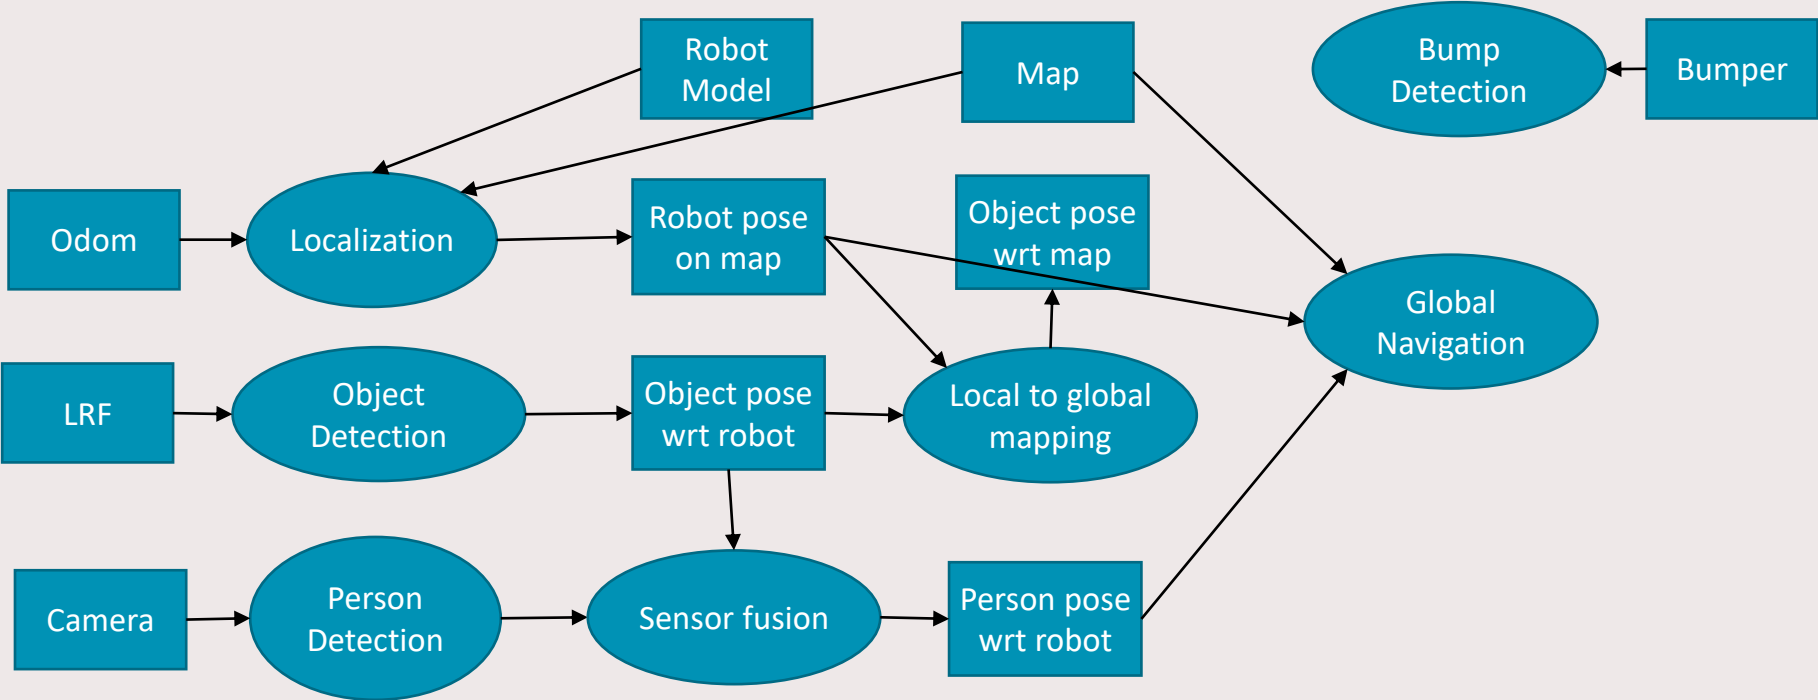 Robot
Model
Map
Bump
Detection
Bumper
Odom
Localization
Robot pose
on map
Object pose
wrt map
Global
Navigation
LRF
Object
Detection
Object pose
wrt robot
Local to global
mapping
Camera
Person
Detection
Sensor fusion
Person pose
wrt robot